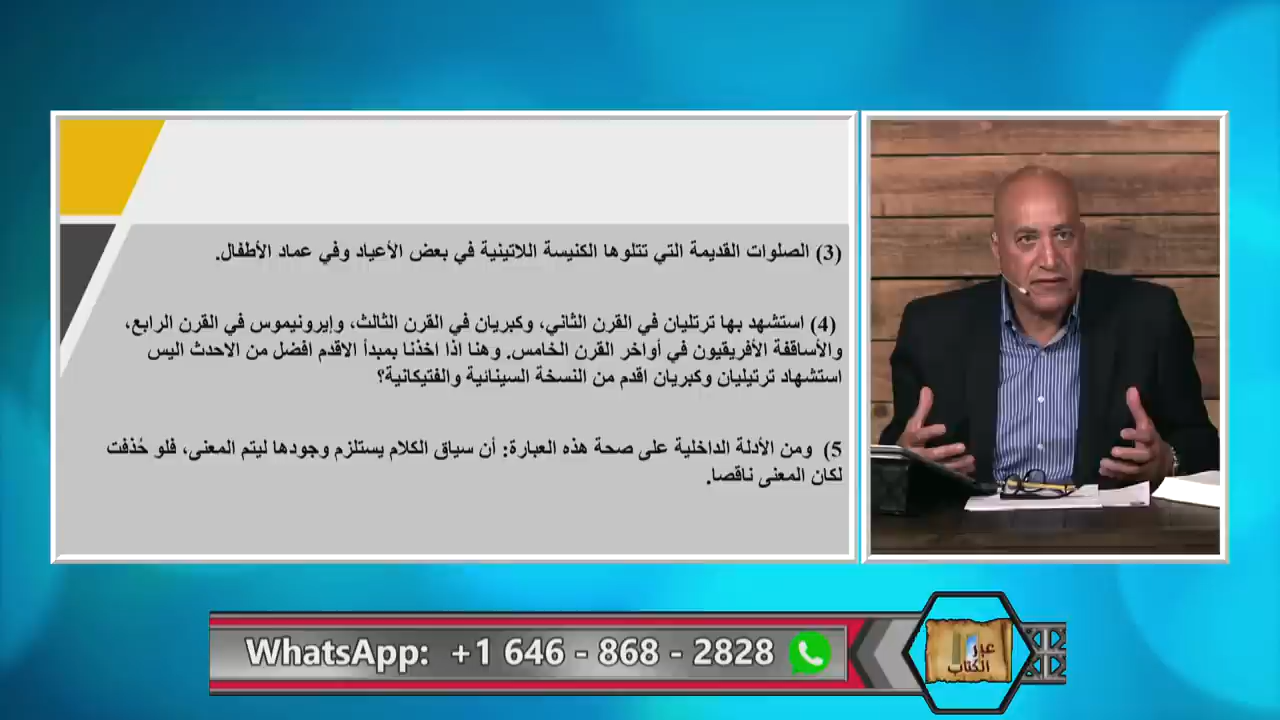 (3) الصلوات القديمة التي تتلوها الكنيسة اللاتينية في بعض الأعياد وفي عماد الأطفال.
(4) استشهد بها ترتليان في القرن الثاني، وكبريان في القرن الثالث، وإيرونيموس في القرن الرابع،
والأساقفة الأفريقيون في أواخر القرن الخامس. وهنا اذا اخذنا بمبدأ الاقدم افضل من الاحدث اليس
استشهاد ترتيليان وكبريان اقدم من النسخة السينائية والفتيكانية؟
5) ومن الأدلة الداخلية على صحة هذه العبارة: أن سياق الكلام يستلزم وجودها ليتم المعنى، فلو حُذفت
لكان المعنى ناقصا.
WhatsApp: +1 646 - 868 - 2828
عبر
الكتاب